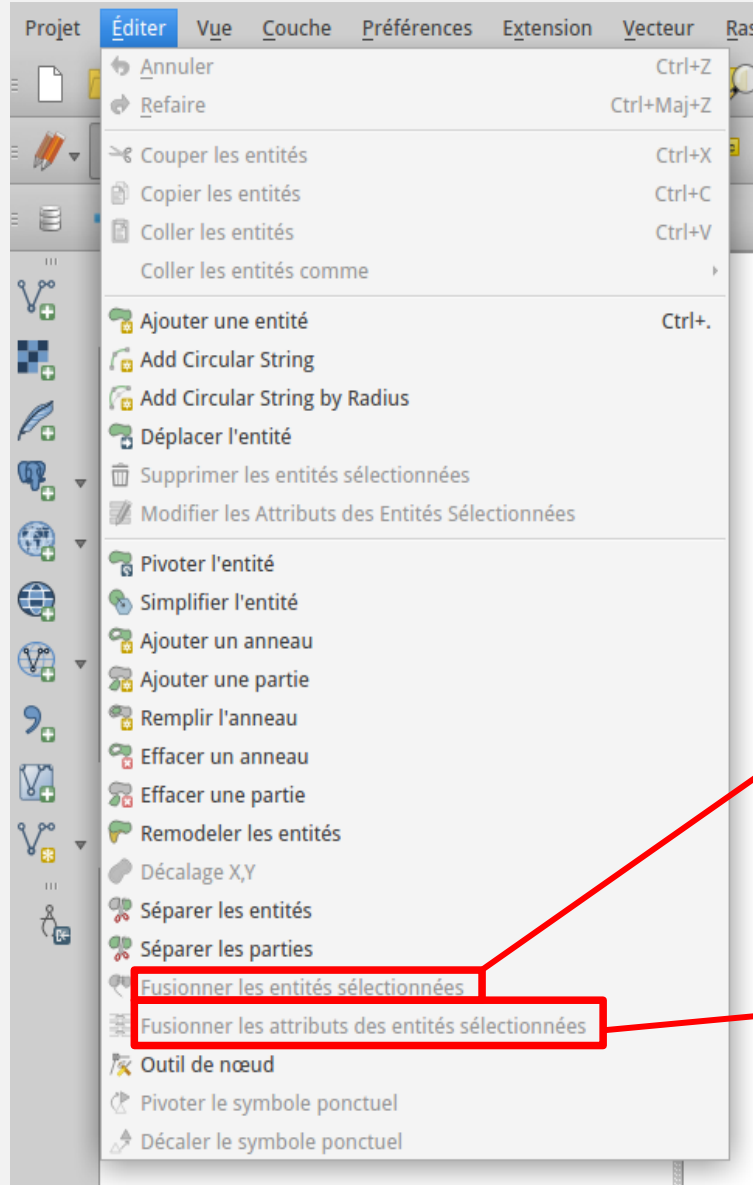 Projet Éditer Vue Couche Préférences Extension Vecteur Ras
Annuler Ctrl+Z
Refaire Ctrl+Maj+Z
Couper les entités Ctrl+X
Copier les entités Ctrl+C
Coller les entités Ctrl+V
Coller les entités comme
Ajouter une entité Ctrl+.
Add Circular String
Add Circular String by Radius
Déplacer l'entité
Supprimer les entités sélectionnées
Modifier les Attributs des Entités Sélectionnées
Pivoter l'entité
Simplifier l'entité
Ajouter un anneau
Ajouter une partie
Remplir l'anneau
Effacer un anneau
Effacer une partie
Remodeler les entités
Décalage X,Y
Séparer les entités
Séparer les parties
Fusionner les entités sélectionnées
Fusionner les attributs des entités sélectionnées
Outil de nœud
Pivoter le symbole ponctuel
Décaler le symbole ponctuel